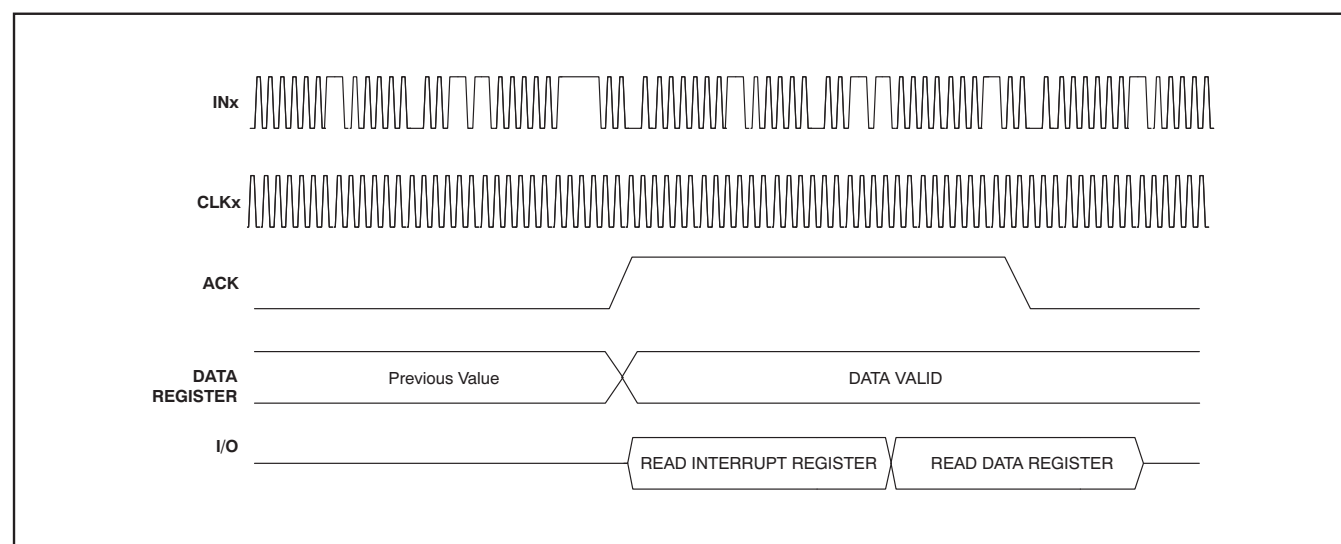 INx
CLKx
ACK
DATA
REGISTER
Previous Value
DATA VALID
I/O
READ INTERRUPT REGISTER
READ DATA REGISTER